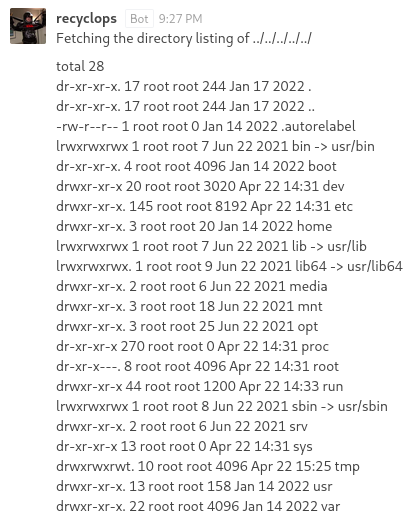 recyclops Bot 9:27 PM
Fetching the directory listing of ../../../../../
total 28
dr-xr-xr-x. 17 root root 244 Jan 17 2022 .
dr-xr-xr-x. 17 root root 244 Jan 17 2022 ..
-rw-r--r-- 1 root root 0 Jan 14 2022 .autorelabel
lrwxrwxrwx 1 root root 7 Jun 22 2021 bin -> usr/bin
dr-xr-xr-x. 4 root root 4096 Jan 14 2022 boot
drwxr-xr-x 20 root root 3020 Apr 22 14:31 dev
drwxr-xr-x. 145 root root 8192 Apr 22 14:31 etc
drwxr-xr-x. 3 root root 20 Jan 14 2022 home
lrwxrwxrwx 1 root root 7 Jun 22 2021 lib -> usr/lib
lrwxrwxrwx. 1 root root 9 Jun 22 2021 lib64 -> usr/lib64
drwxr-xr-x. 2 root root 6 Jun 22 2021 media
drwxr-xr-x. 3 root root 18 Jun 22 2021 mnt
drwxr-xr-x. 3 root root 25 Jun 22 2021 opt
dr-xr-xr-x 270 root root 0 Apr 22 14:31 proc
dr-xr-x---. 8 root root 4096 Apr 22 14:31 root
drwxr-xr-x 44 root root 1200 Apr 22 14:33 run
lrwxrwxrwx 1 root root 8 Jun 22 2021 sbin -> usr/sbin
drwxr-xr-x. 2 root root 6 Jun 22 2021 srv
dr-xr-xr-x 13 root root 0 Apr 22 14:31 sys
drwxrwxrwt. 10 root root 4096 Apr 22 15:25 tmp
drwxr-xr-x. 13 root root 158 Jan 14 2022 usr
drwxr-xr-x. 22 root root 4096 Jan 14 2022 var